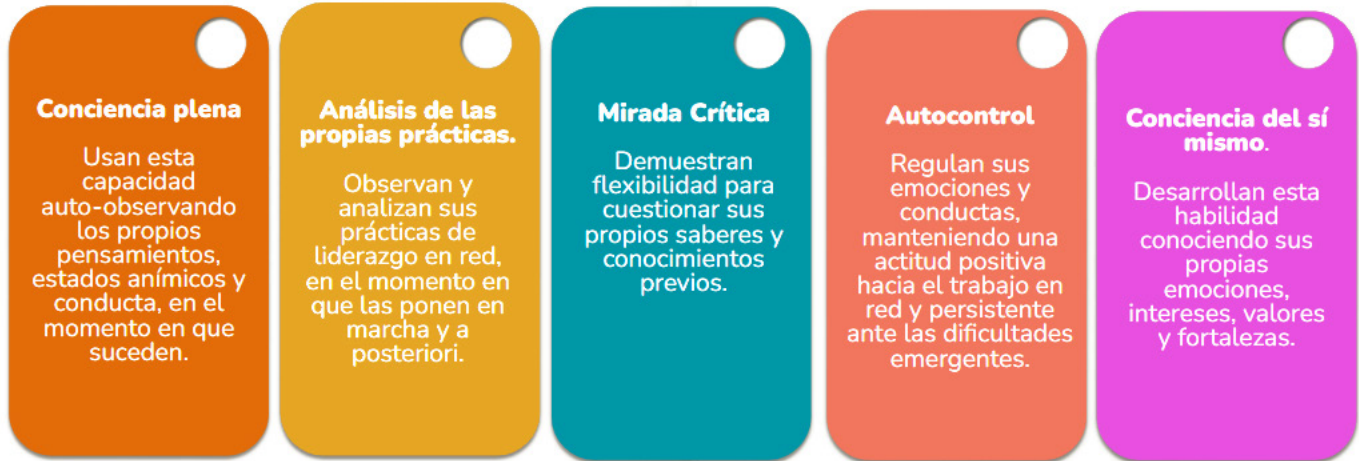 Conciencia plena
Usan esta
capacidad
auto-observando
los propios
pensamientos,
estados anímicos y
conducta, en el
momento en que
suceden.
Análisis de las
propias prácticas.
Observan y
analizan sus
prácticas de
liderazgo en red,
en el momento en
que las ponen en
marcha y a
posteriori.
Mirada Crítica
Demuestran
flexibilidad para
cuestionar sus
propios saberes y
conocimientos
previos.
Autocontrol
Regulan sus
emociones y
conductas,
manteniendo una
actitud positiva
hacia el trabajo en
red y persistente
ante las dificultades
emergentes.
Conciencia del sí
mismo.
Desarrollan esta
habilidad
conociendo sus
propias
emociones,
intereses, valores
y fortalezas.